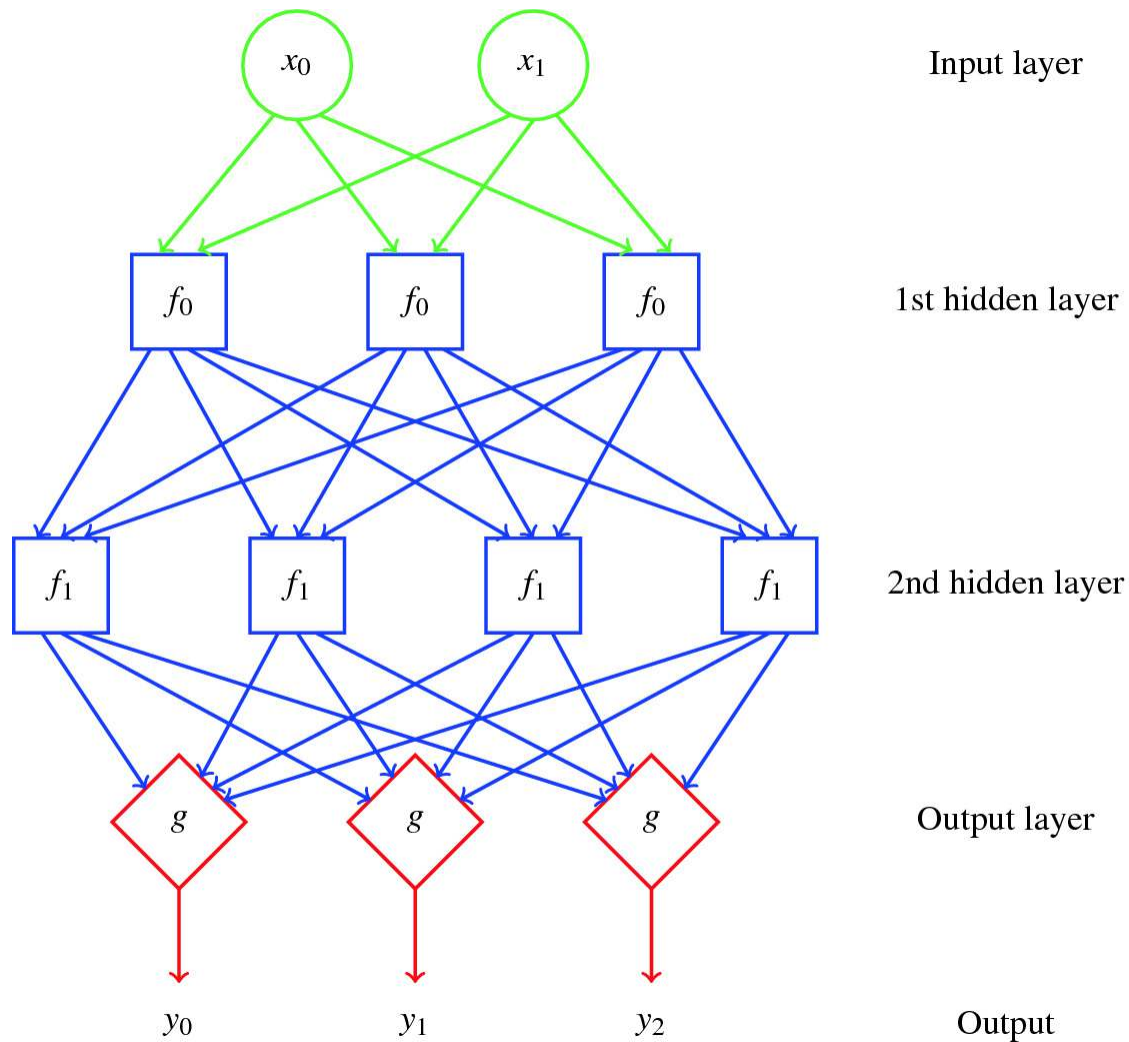 x₀ x₁ Input layer
f₀ f₀ f₀ 1st hidden layer
f₁ f₁ f₁ f₁ 2nd hidden layer
g g g Output layer
y₀ y₁ y₂ Output